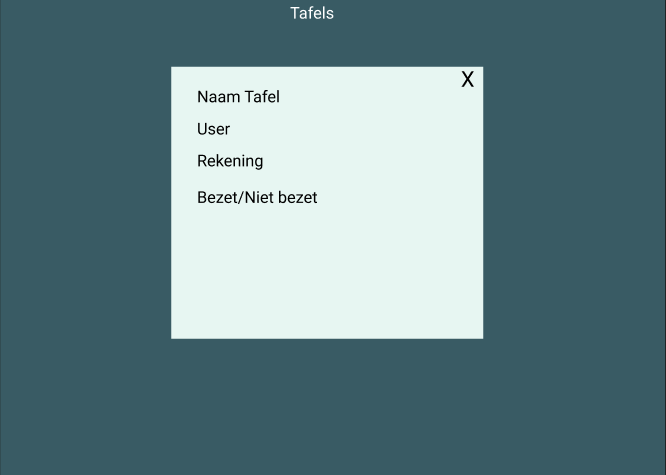 Tafels
X
Naam Tafel
User
Rekening
Bezet/Niet bezet